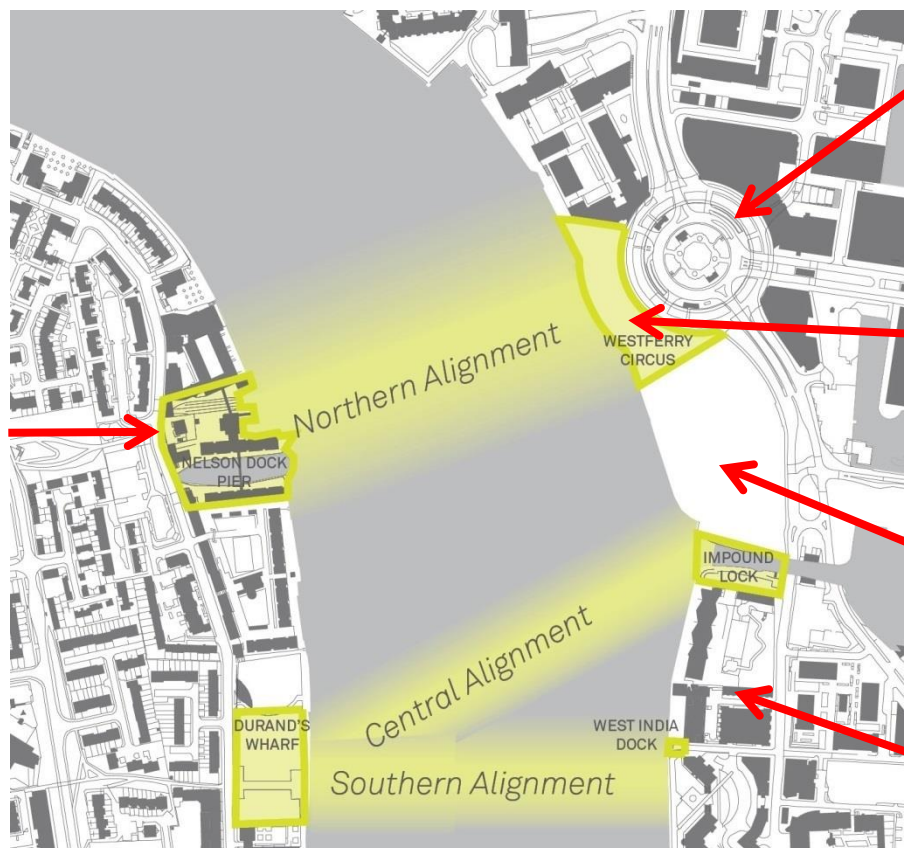 WESTFERRY
CIRCUS
Northern Alignment
NELSON DOCK
PIER
IMPOUND
LOCK
Central Alignment
DURAND'S
WHARF
WEST INDIA
DOCK
Southern Alignment